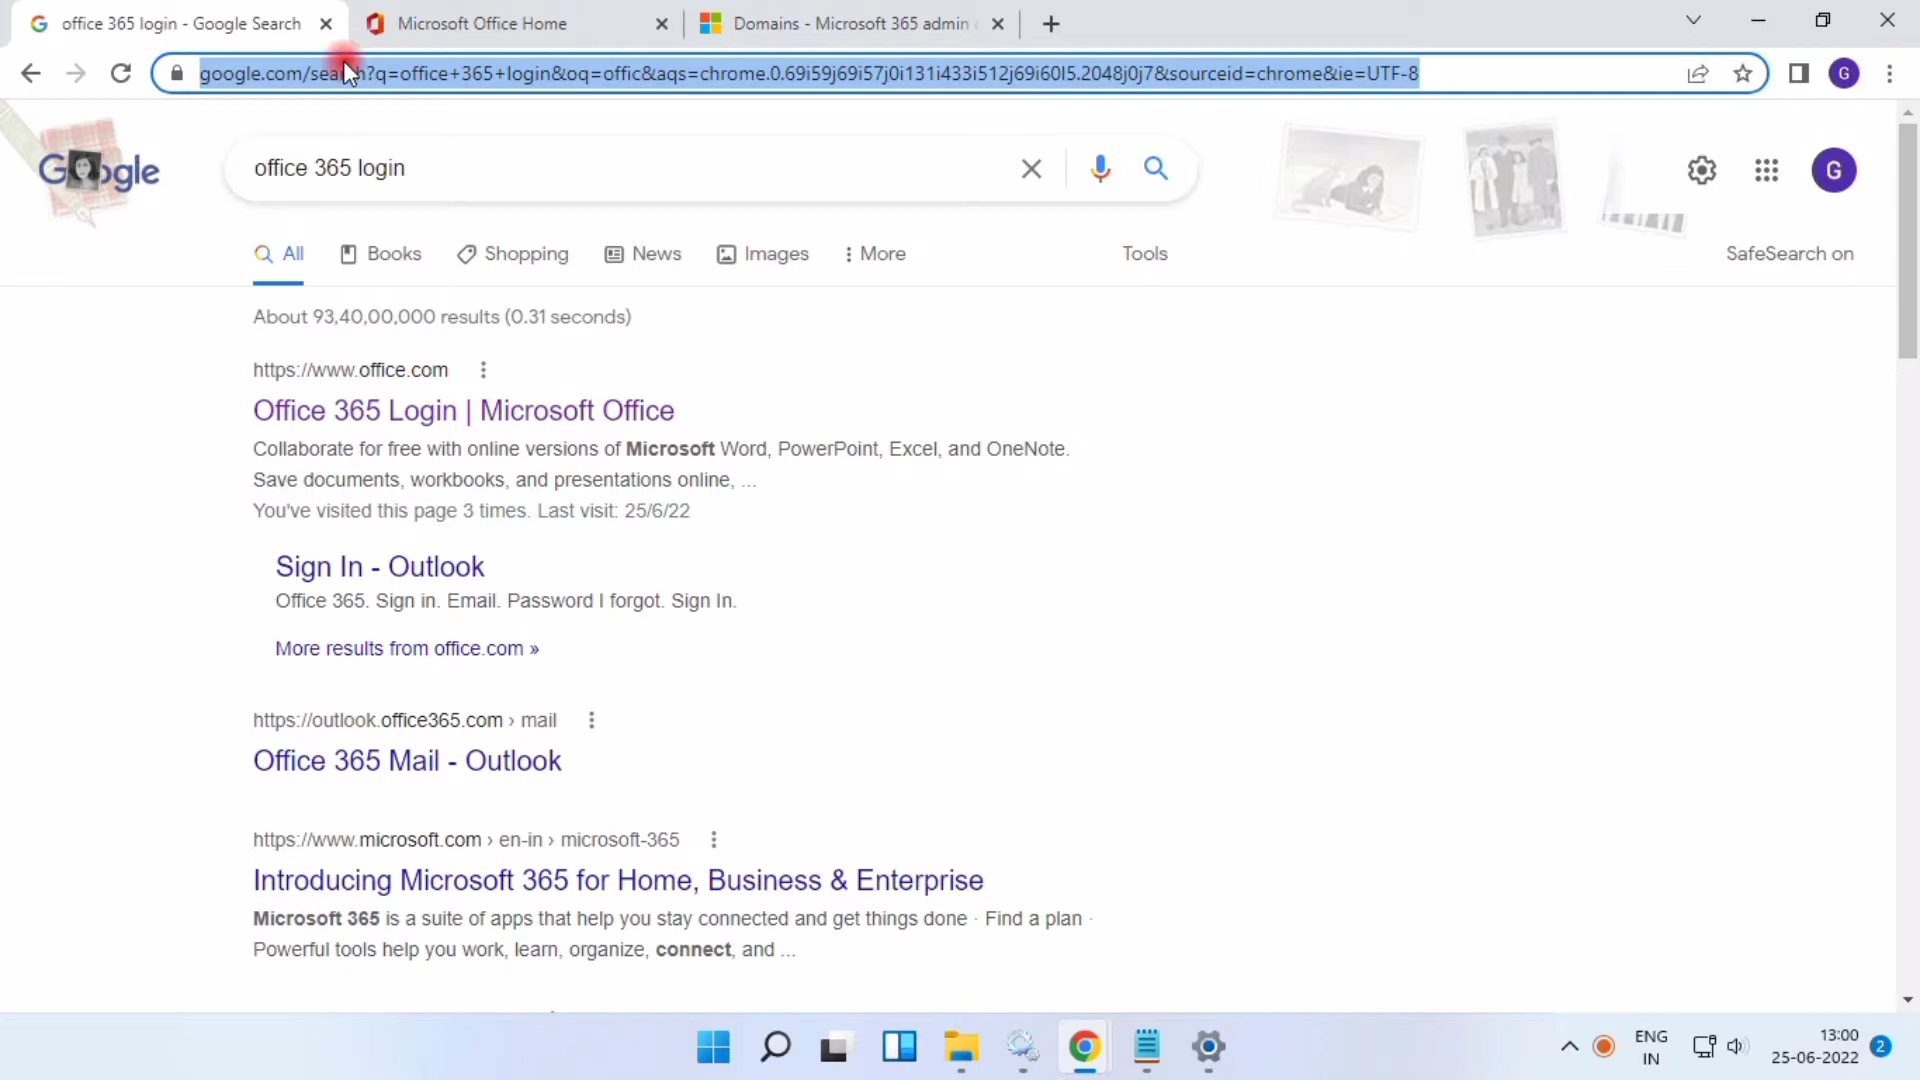 office 365 login - Google Search
Microsoft Office Home
Domains - Microsoft 365 admin
google.com/search?q=office+365+login&oq=offic&aqs=chrome.0.69i59j69i57j0i131i433i512j69i60l5.2048j0j7&sourceid=chrome&ie=UTF-8
G
Google
office 365 login
G
All
Books
Shopping
News
Images
More
Tools
SafeSearch on
About 93,40,00,000 results (0.31 seconds)
https://www.office.com
Office 365 Login | Microsoft Office
Collaborate for free with online versions of Microsoft Word, PowerPoint, Excel, and OneNote.
Save documents, workbooks, and presentations online, ...
You've visited this page 3 times. Last visit: 25/6/22
Sign In - Outlook
Office 365. Sign in. Email. Password I forgot. Sign In.
More results from office.com »
https://outlook.office365.com › mail
Office 365 Mail - Outlook
https://www.microsoft.com › en-in › microsoft-365
Introducing Microsoft 365 for Home, Business & Enterprise
Microsoft 365 is a suite of apps that help you stay connected and get things done · Find a plan ·
Powerful tools help you work, learn, organize, connect, and ...
ENG
IN
13:00
25-06-2022
2